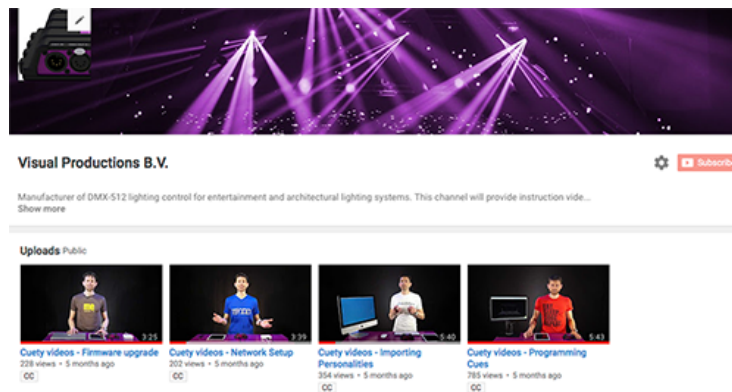 Visual Productions B.V.
Subscribe
Manufacturer of DMX-512 lighting control for entertainment and architectural lighting systems. This channel will provide instruction vide...
Show more
Uploads Public
3:25
3:39
5:40
5:43
Cuety videos - Firmware upgrade
228 views • 5 months ago
CC
Cuety videos - Network Setup
202 views • 5 months ago
CC
Cuety videos - Importing
Personalities
354 views • 5 months ago
CC
Cuety videos - Programming
Cues
785 views • 5 months ago
CC